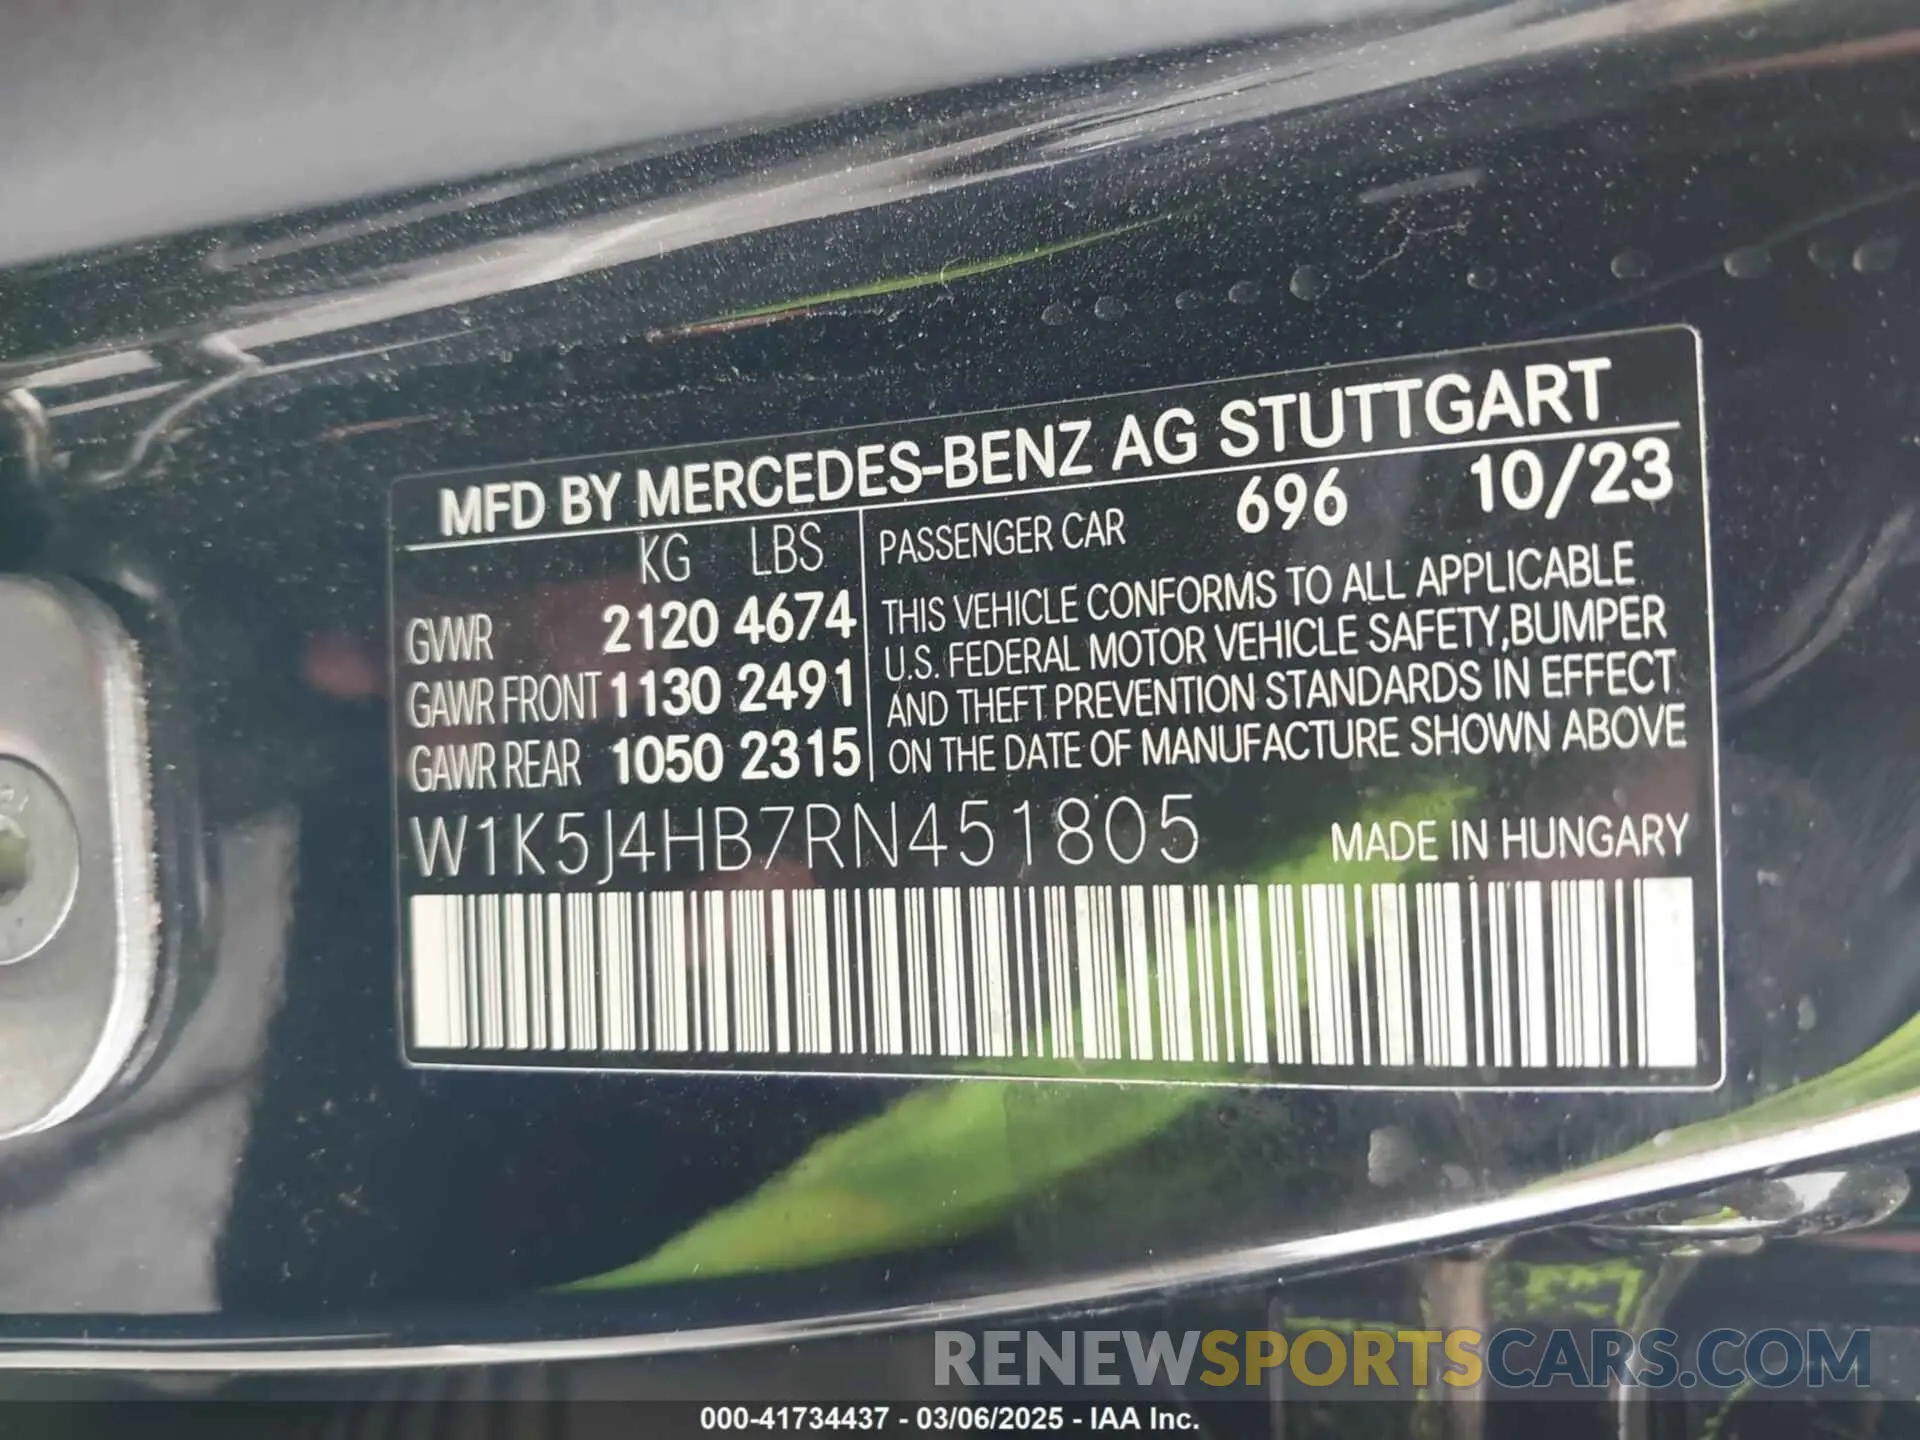 MFD BY MERCEDES-BENZ AG STUTTGART
KG LBS
GVWR 2120 4674
GAWR FRONT 1130 2491
GAWR REAR 1050 2315
PASSENGER CAR 696 10/23
THIS VEHICLE CONFORMS TO ALL APPLICABLE
U.S. FEDERAL MOTOR VEHICLE SAFETY,BUMPER
AND THEFT PREVENTION STANDARDS IN EFFECT
ON THE DATE OF MANUFACTURE SHOWN ABOVE
W1K5J4HB7RN451805 MADE IN HUNGARY
RENEWSPORTSCARS.COM
000-41734437 - 03/06/2025 - IAA Inc.